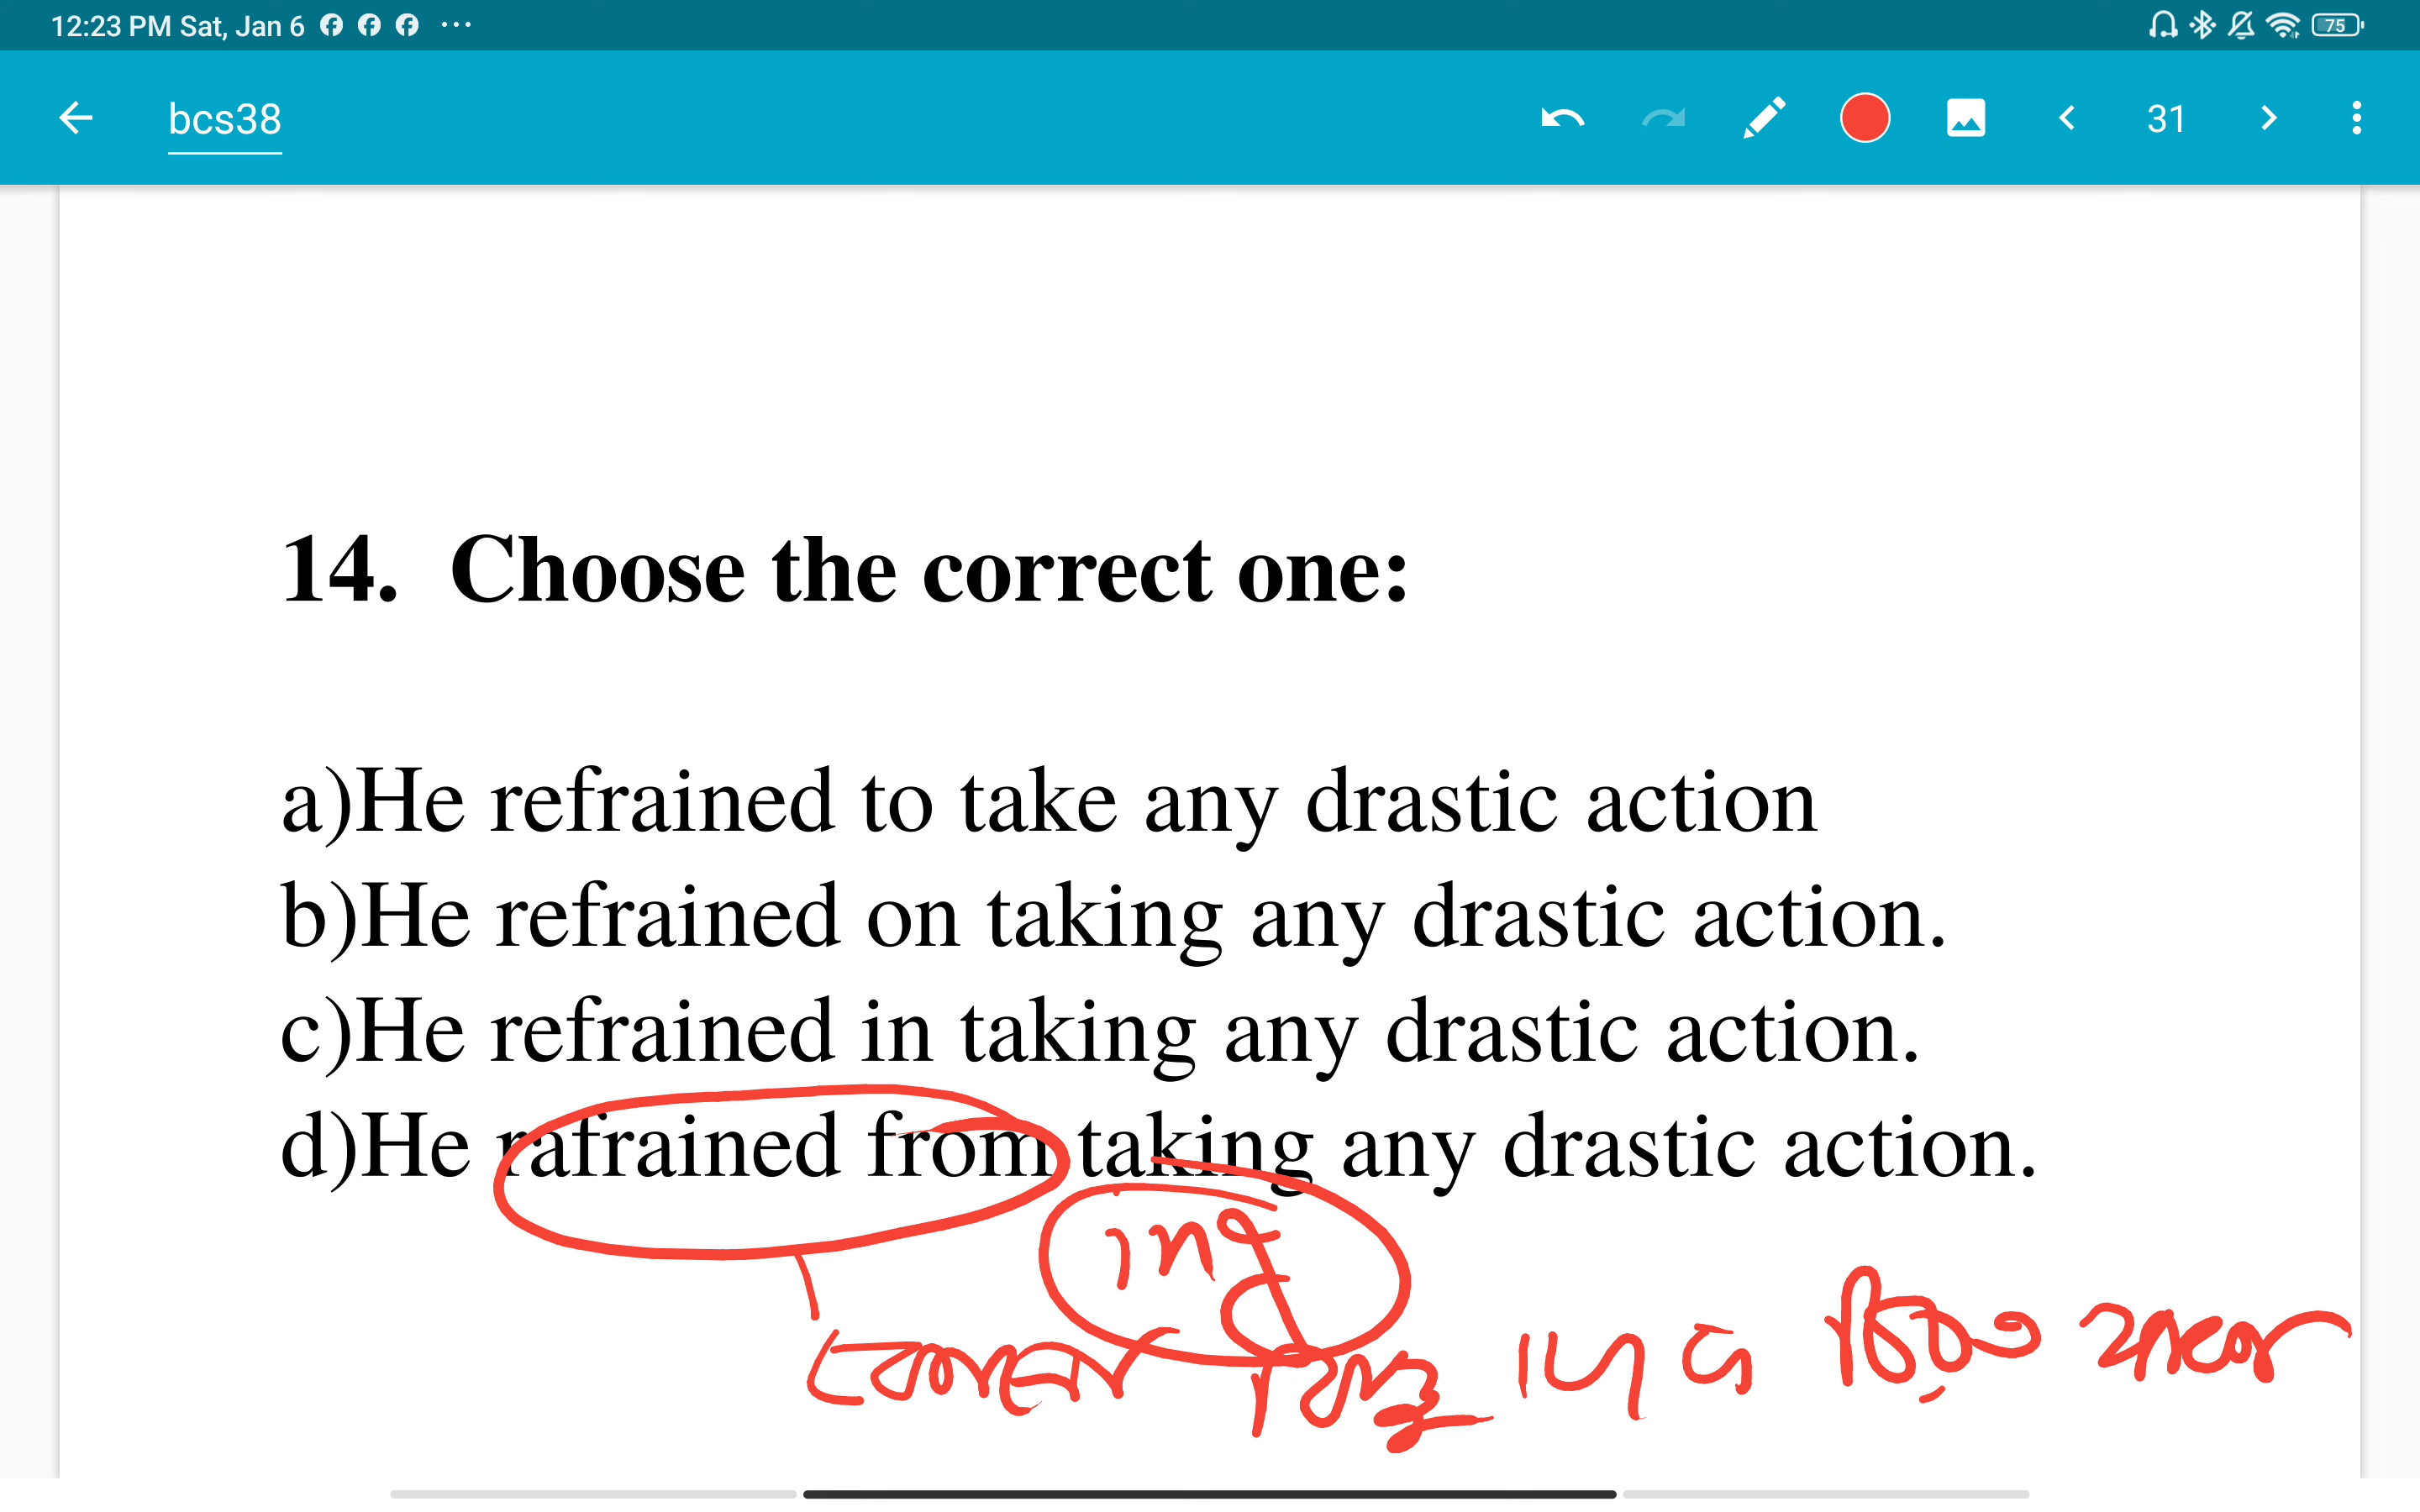 12:23 PM Sat, Jan 6
75
bcs38
31
14. Choose the correct one:
a)He refrained to take any drastic action
b)He refrained on taking any drastic action.
c)He refrained in taking any drastic action.
d)He rafrained from taking any drastic action.
ing
কোন কিছু থেকে বিরত থাকা